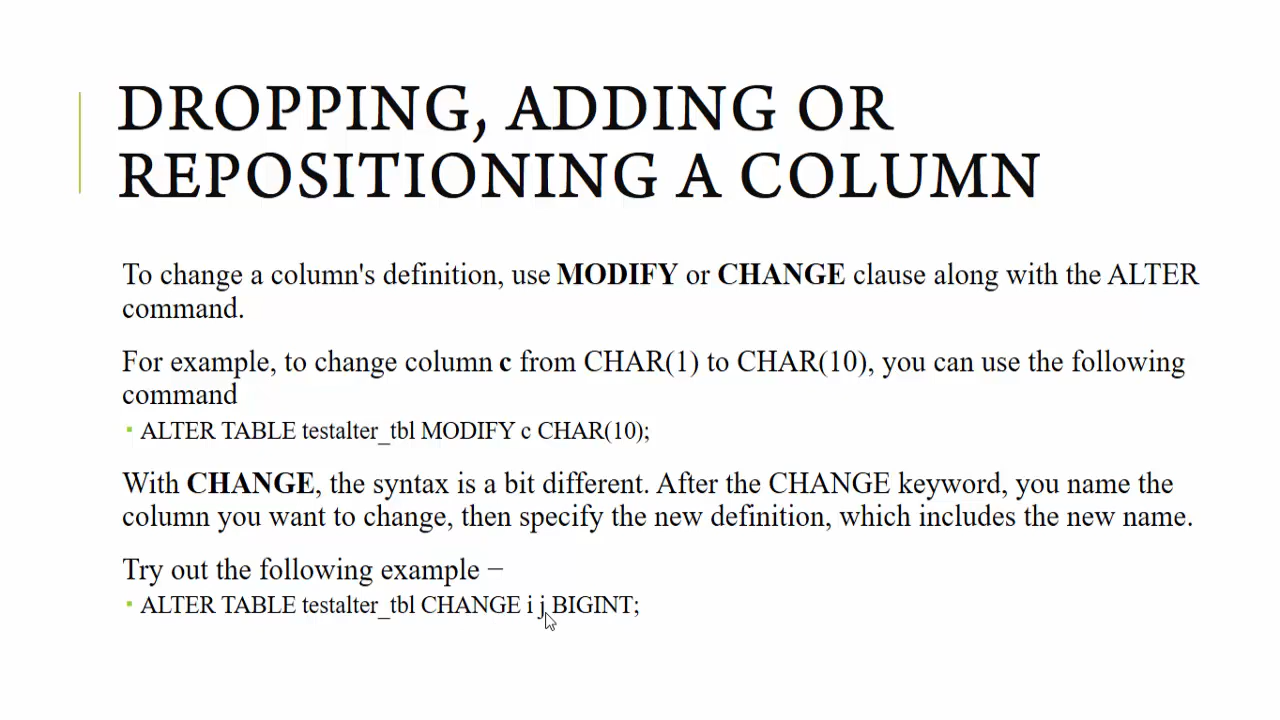 DROPPING, ADDING OR
REPOSITIONING A COLUMN
To change a column's definition, use MODIFY or CHANGE clause along with the ALTER
command.
For example, to change column c from CHAR(1) to CHAR(10), you can use the following
command
▪ ALTER TABLE testalter_tbl MODIFY c CHAR(10);
With CHANGE, the syntax is a bit different. After the CHANGE keyword, you name the
column you want to change, then specify the new definition, which includes the new name.
Try out the following example −
▪ ALTER TABLE testalter_tbl CHANGE i j BIGINT;